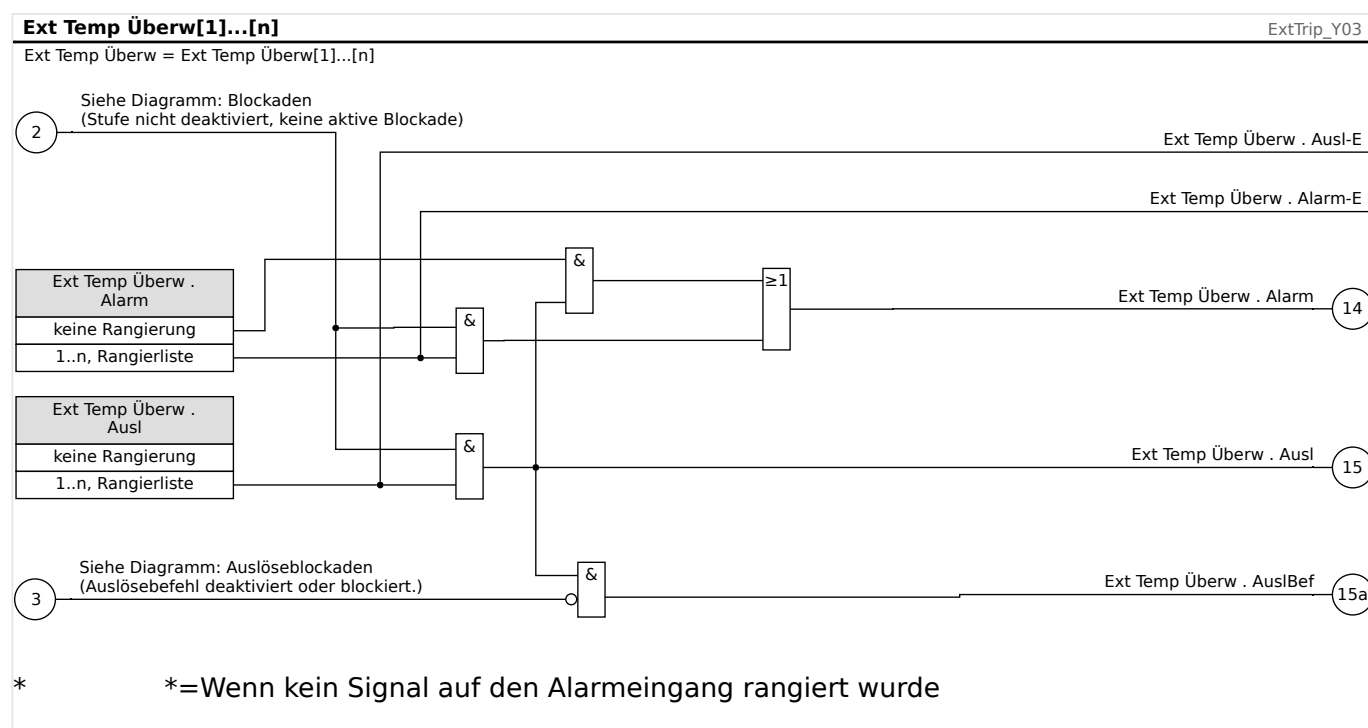 Ext Temp Überw[1]...[n]
ExtTrip_Y03
Ext Temp Überw = Ext Temp Überw[1]...[n]
Siehe Diagramm: Blockaden
(Stufe nicht deaktiviert, keine aktive Blockade)
2
Ext Temp Überw . Ausl-E
Ext Temp Überw . Alarm-E
&
≥1
Ext Temp Überw .
Alarm
keine Rangierung
1..n, Rangierliste
&
Ext Temp Überw . Alarm
14
Ext Temp Überw .
Ausl
keine Rangierung
1..n, Rangierliste
&
Ext Temp Überw . Ausl
15
Siehe Diagramm: Auslöseblockaden
(Auslösebefehl deaktiviert oder blockiert.)
3
&
Ext Temp Überw . AuslBef
15a
* *=Wenn kein Signal auf den Alarmeingang rangiert wurde